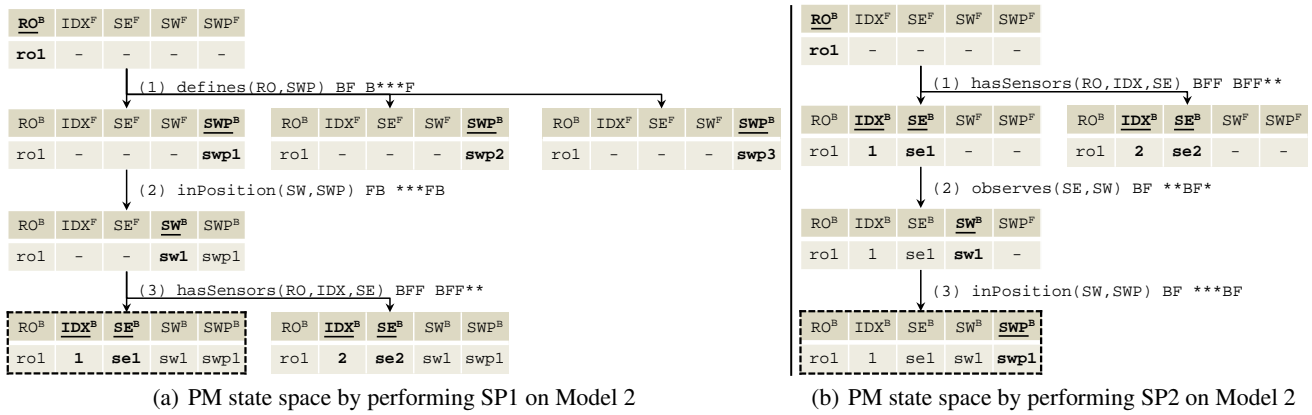 RO^B IDX^F SE^F SW^F SWP^F
ro1 - - - -
(1) defines(RO,SWP) BF B***F
RO^B IDX^F SE^F SW^F SWP^B RO^B IDX^F SE^F SW^F SWP^B RO^B IDX^F SE^F SW^F SWP^B
ro1 - - - swp1 ro1 - - - swp2 ro1 - - - swp3
(2) inPosition(SW,SWP) FB ***FB
RO^B IDX^F SE^F SW^B SWP^B
ro1 - - sw1 swp1
(3) hasSensors(RO,IDX,SE) BFF BFF**
RO^B IDX^B SE^B SW^B SWP^B RO^B IDX^B SE^B SW^B SWP^B
ro1 1 se1 sw1 swp1 ro1 2 se2 sw1 swp1
(a) PM state space by performing SP1 on Model 2
RO^B IDX^F SE^F SW^F SWP^F
ro1 - - - -
(1) hasSensors(RO,IDX,SE) BFF BFF**
RO^B IDX^B SE^B SW^F SWP^F RO^B IDX^B SE^B SW^F SWP^F
ro1 1 se1 - - ro1 2 se2 - -
(2) observes(SE,SW) BF **BF*
RO^B IDX^B SE^B SW^B SWP^F
ro1 1 se1 sw1 -
(3) inPosition(SW,SWP) BF ***BF
RO^B IDX^B SE^B SW^B SWP^B
ro1 1 se1 sw1 swp1
(b) PM state space by performing SP2 on Model 2